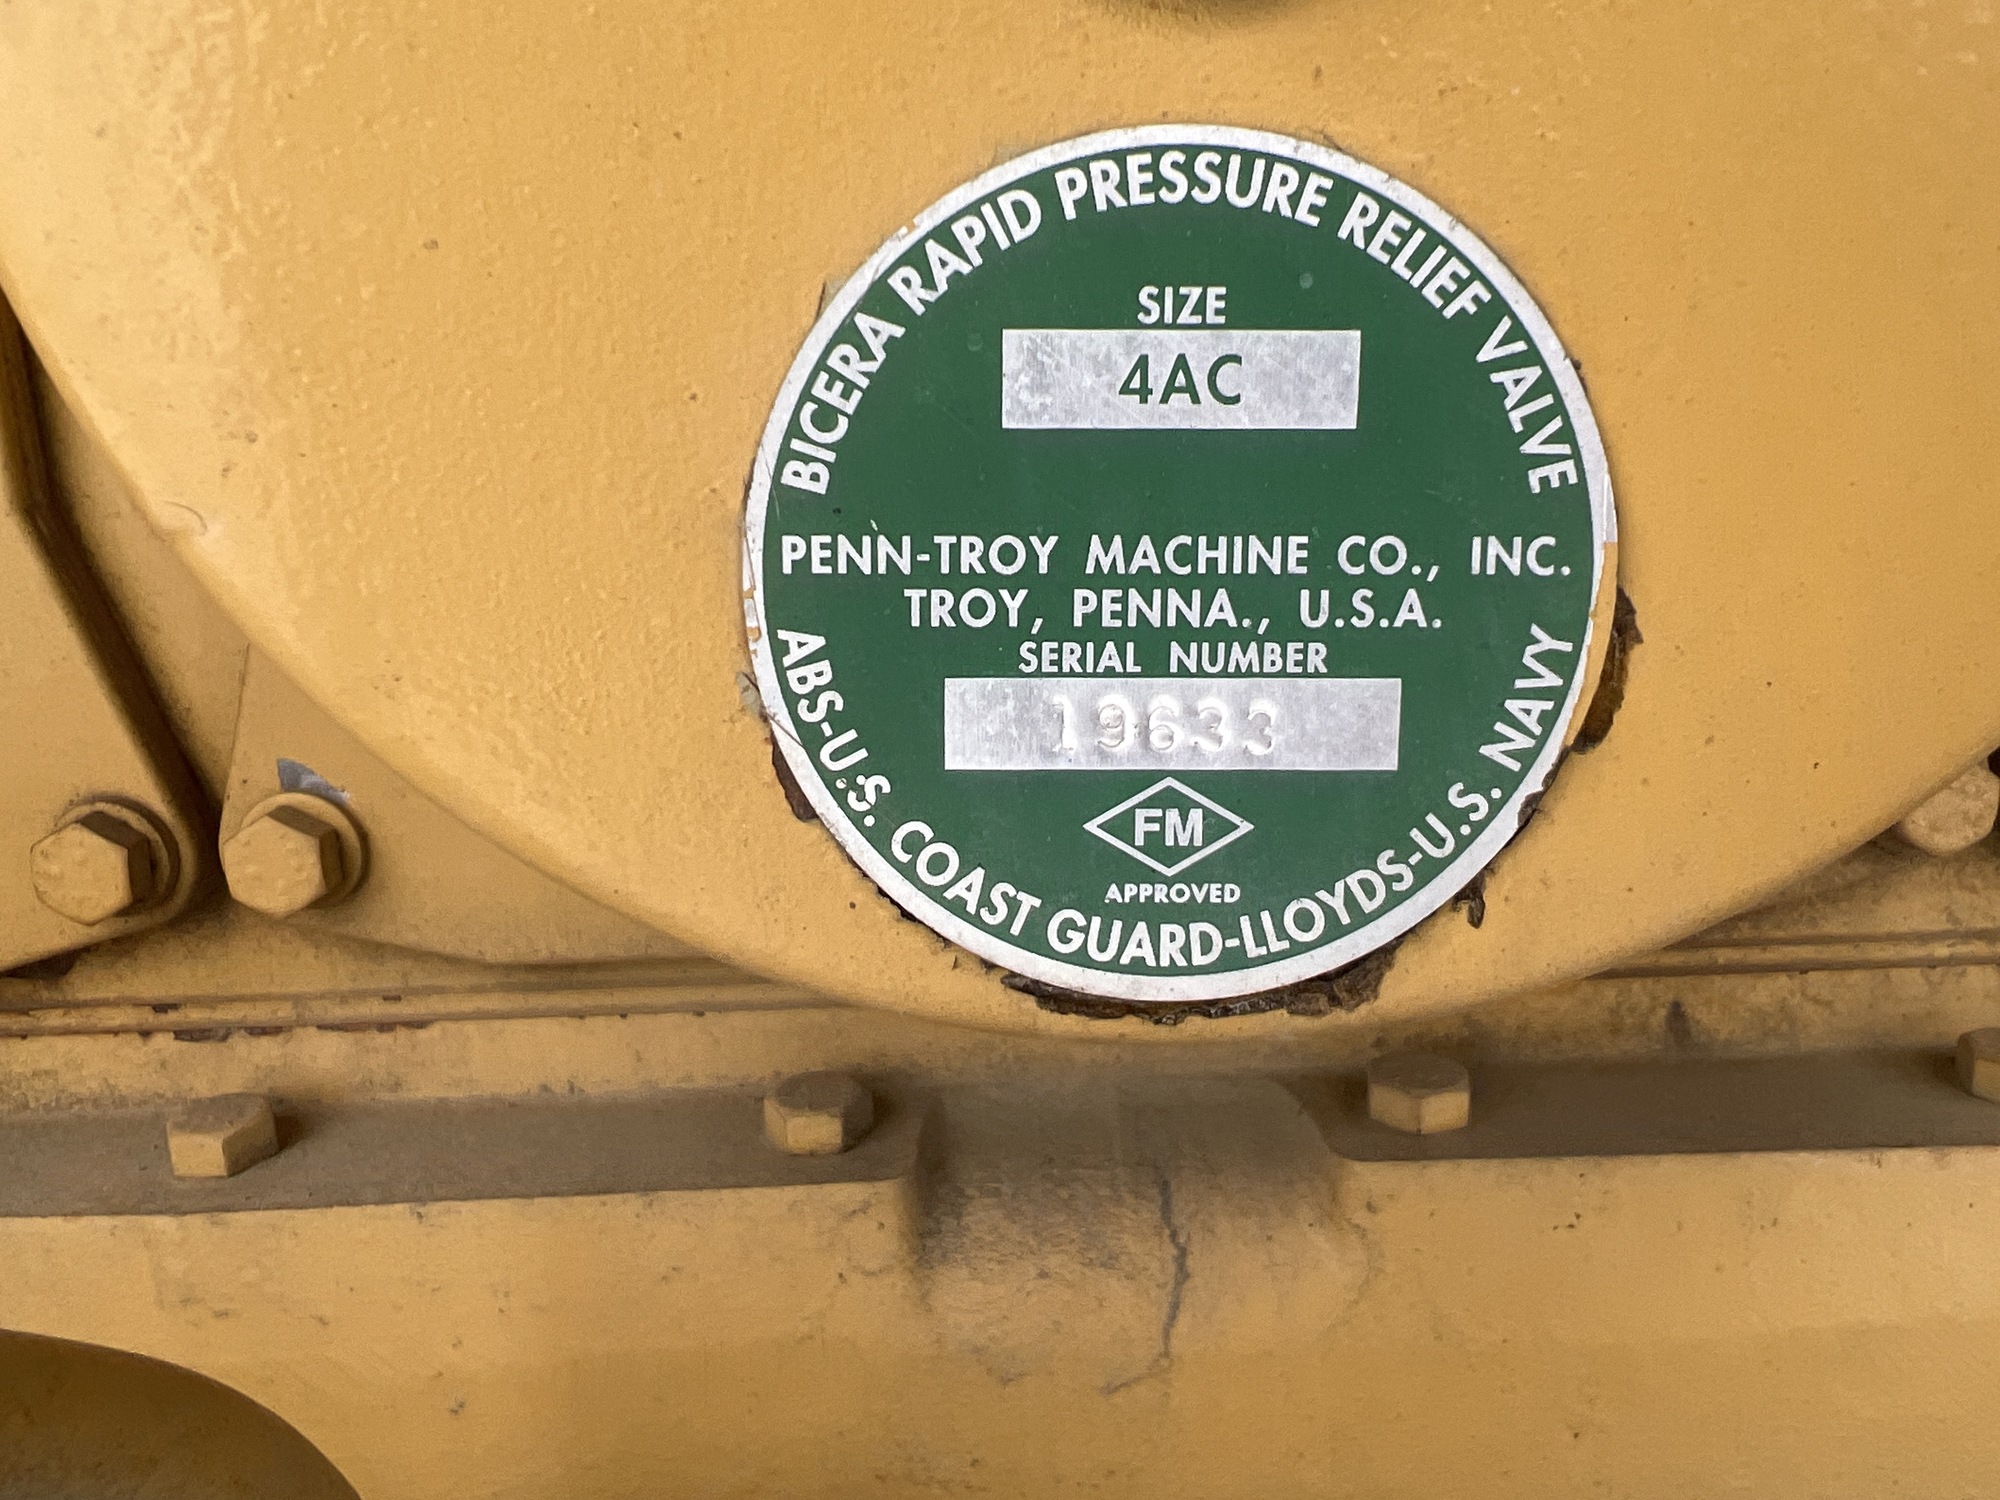 BICERA RAPID PRESSURE RELIEF VALVE
SIZE
4AC
PENN-TROY MACHINE CO., INC.
TROY, PENNA., U.S.A.
SERIAL NUMBER
19633
FM
APPROVED
ABS-U.S. COAST GUARD-LLOYDS-U.S. NAVY